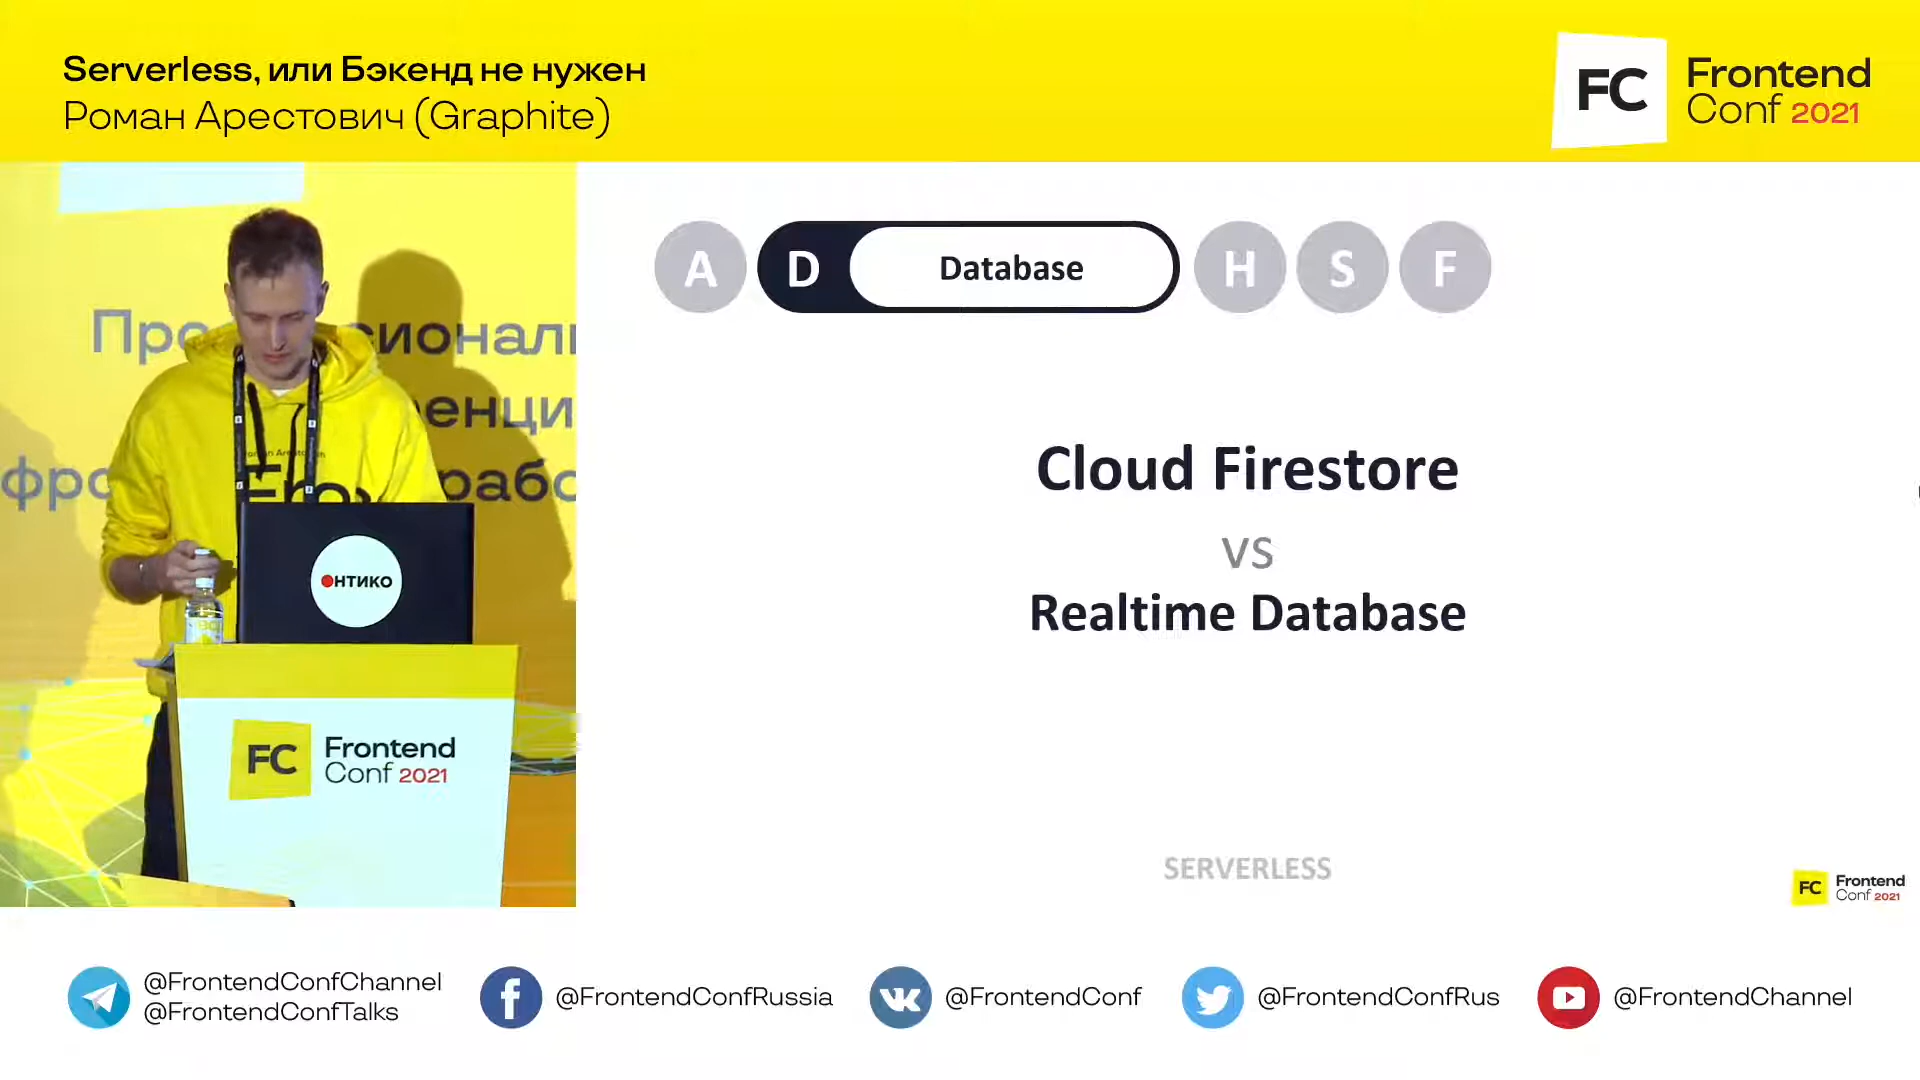 Serverless, или Бэкенд не нужен
Роман Арестович (Graphite)
FC
Frontend
Conf 2021
A
D
Database
H
S
F
Cloud Firestore
VS
Realtime Database
SERVERLESS
FC
Frontend
Conf 2021
ОНТИКО
FC
Frontend
Conf 2021
@FrontendConfChannel
@FrontendConfTalks
@FrontendConfRussia
@FrontendConf
@FrontendConfRus
@FrontendChannel